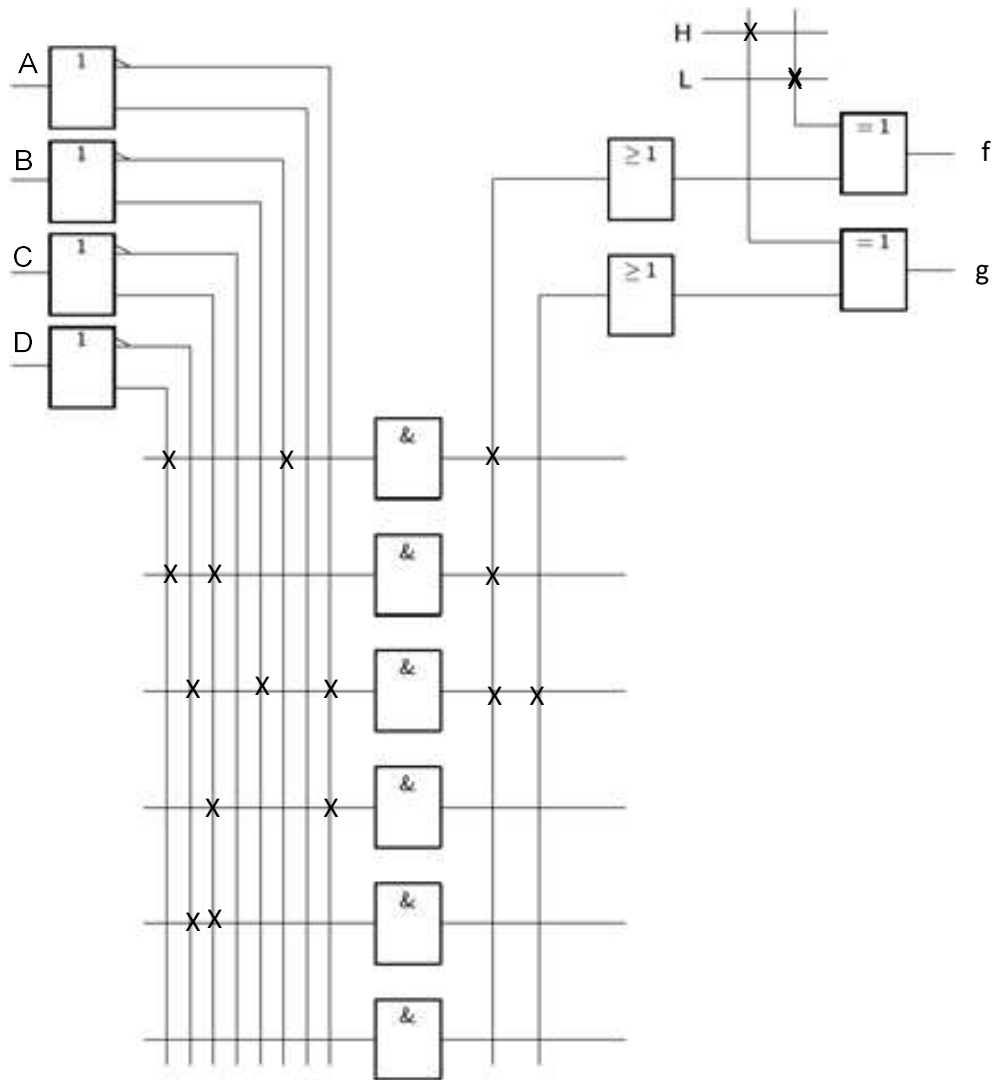 H
A 1
L
= 1
f
B 1
≥ 1
C 1
= 1
g
≥ 1
D 1
&
&
&
&
&
&
X
X
X X X
X X X
X X X X X
X X
X X